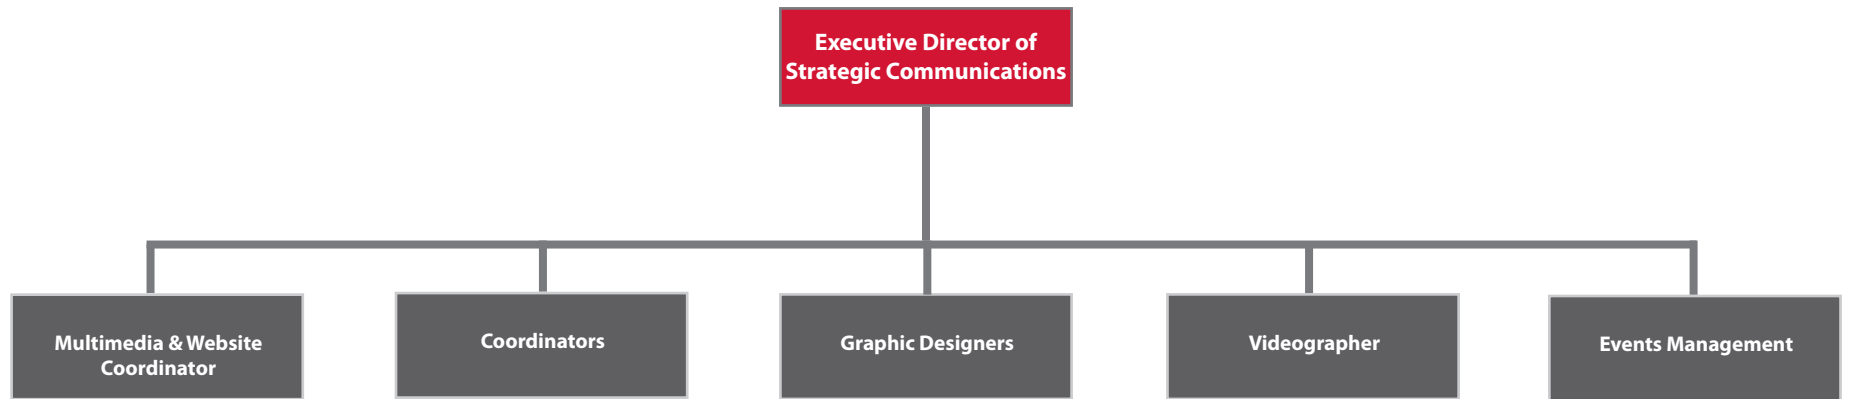 Executive Director of
Strategic Communications
Multimedia & Website
Coordinator
Coordinators
Graphic Designers
Videographer
Events Management